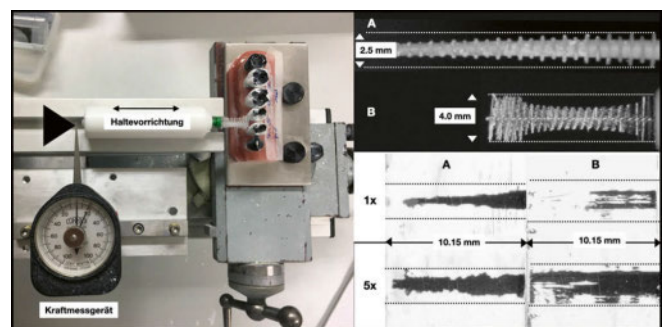 Haltevorrichtung
Kraftmessgerät
A
2.5 mm
B
4.0 mm
A
B
1x
10.15 mm
10.15 mm
5x